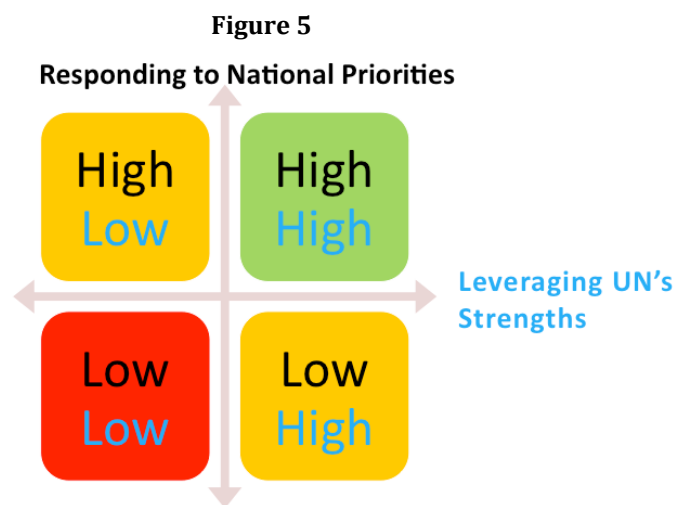 Figure 5
Responding to National Priorities
High
Low
High
High
Leveraging UN's
Strengths
Low
Low
Low
High